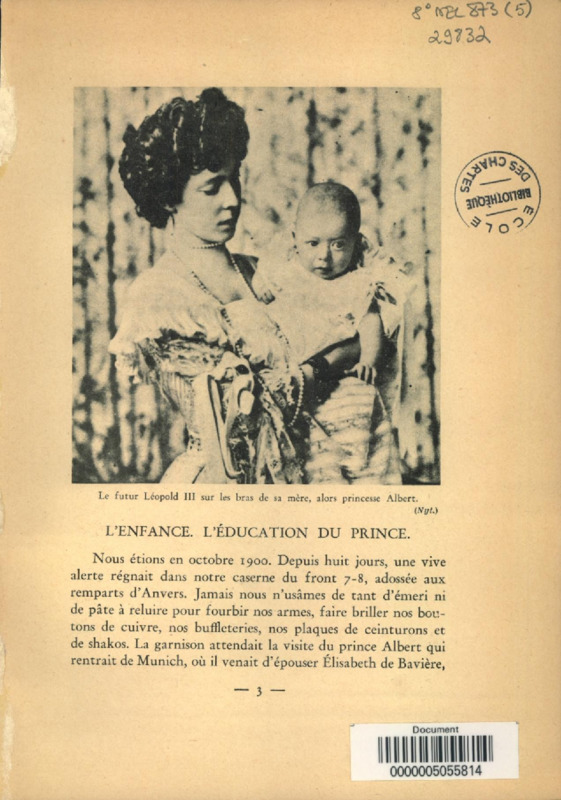 8° NEL 873 (5)
29832
ÉCOLE
DES CHARTES
BIBLIOTHÈQUE
Le futur Léopold III sur les bras de sa mère, alors princesse Albert.
(Ngt.)
L'ENFANCE. L'ÉDUCATION DU PRINCE.
Nous étions en octobre 1900. Depuis huit jours, une vive
alerte régnait dans notre caserne du front 7-8, adossée aux
remparts d'Anvers. Jamais nous n'usâmes de tant d'émeri ni
de pâte à reluire pour fourbir nos armes, faire briller nos bou-
tons de cuivre, nos buffleteries, nos plaques de ceinturons et
de shakos. La garnison attendait la visite du prince Albert qui
rentrait de Munich, où il venait d'épouser Élisabeth de Bavière,
— 3 —
Document
0000005055814